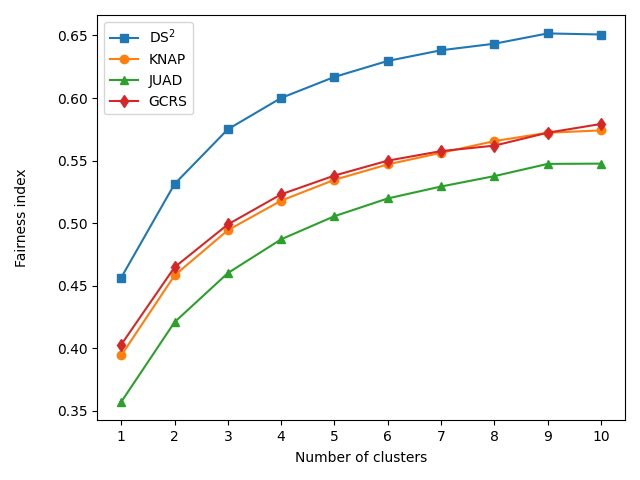 DS²
KNAP
JUAD
GCRS
Fairness index
0.65
0.60
0.55
0.50
0.45
0.40
0.35
1 2 3 4 5 6 7 8 9 10
Number of clusters